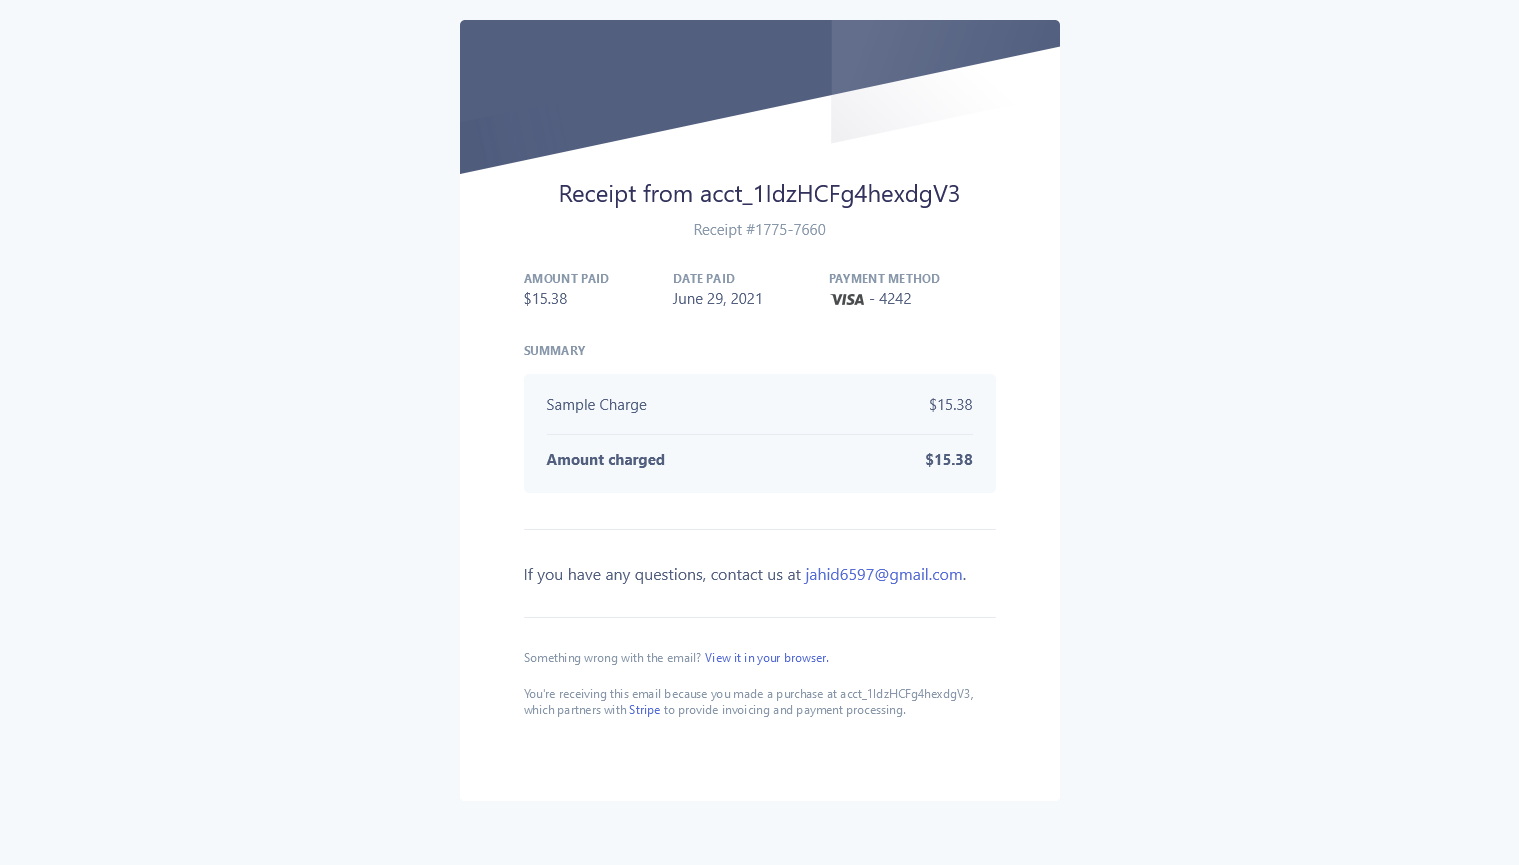 Receipt from acct_1IdzHCFg4hexdgV3
Receipt #1775-7660
AMOUNT PAID DATE PAID PAYMENT METHOD
$15.38 June 29, 2021 VISA - 4242
SUMMARY
Sample Charge $15.38
Amount charged $15.38
If you have any questions, contact us at jahid6597@gmail.com.
Something wrong with the email? View it in your browser.
You're receiving this email because you made a purchase at acct_1IdzHCFg4hexdgV3,
which partners with Stripe to provide invoicing and payment processing.